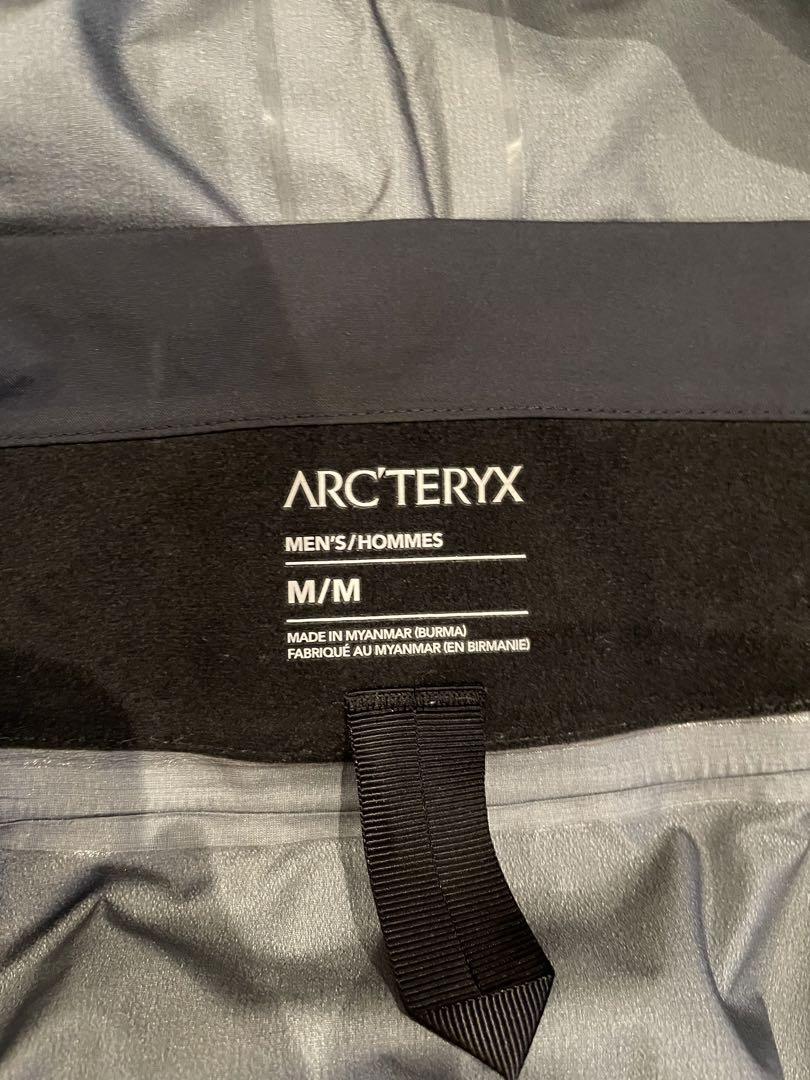 ARC'TERYX
MEN'S/HOMMES
M/M
MADE IN MYANMAR (BURMA)
FABRIQUÉ AU MYANMAR (EN BIRMANIE)